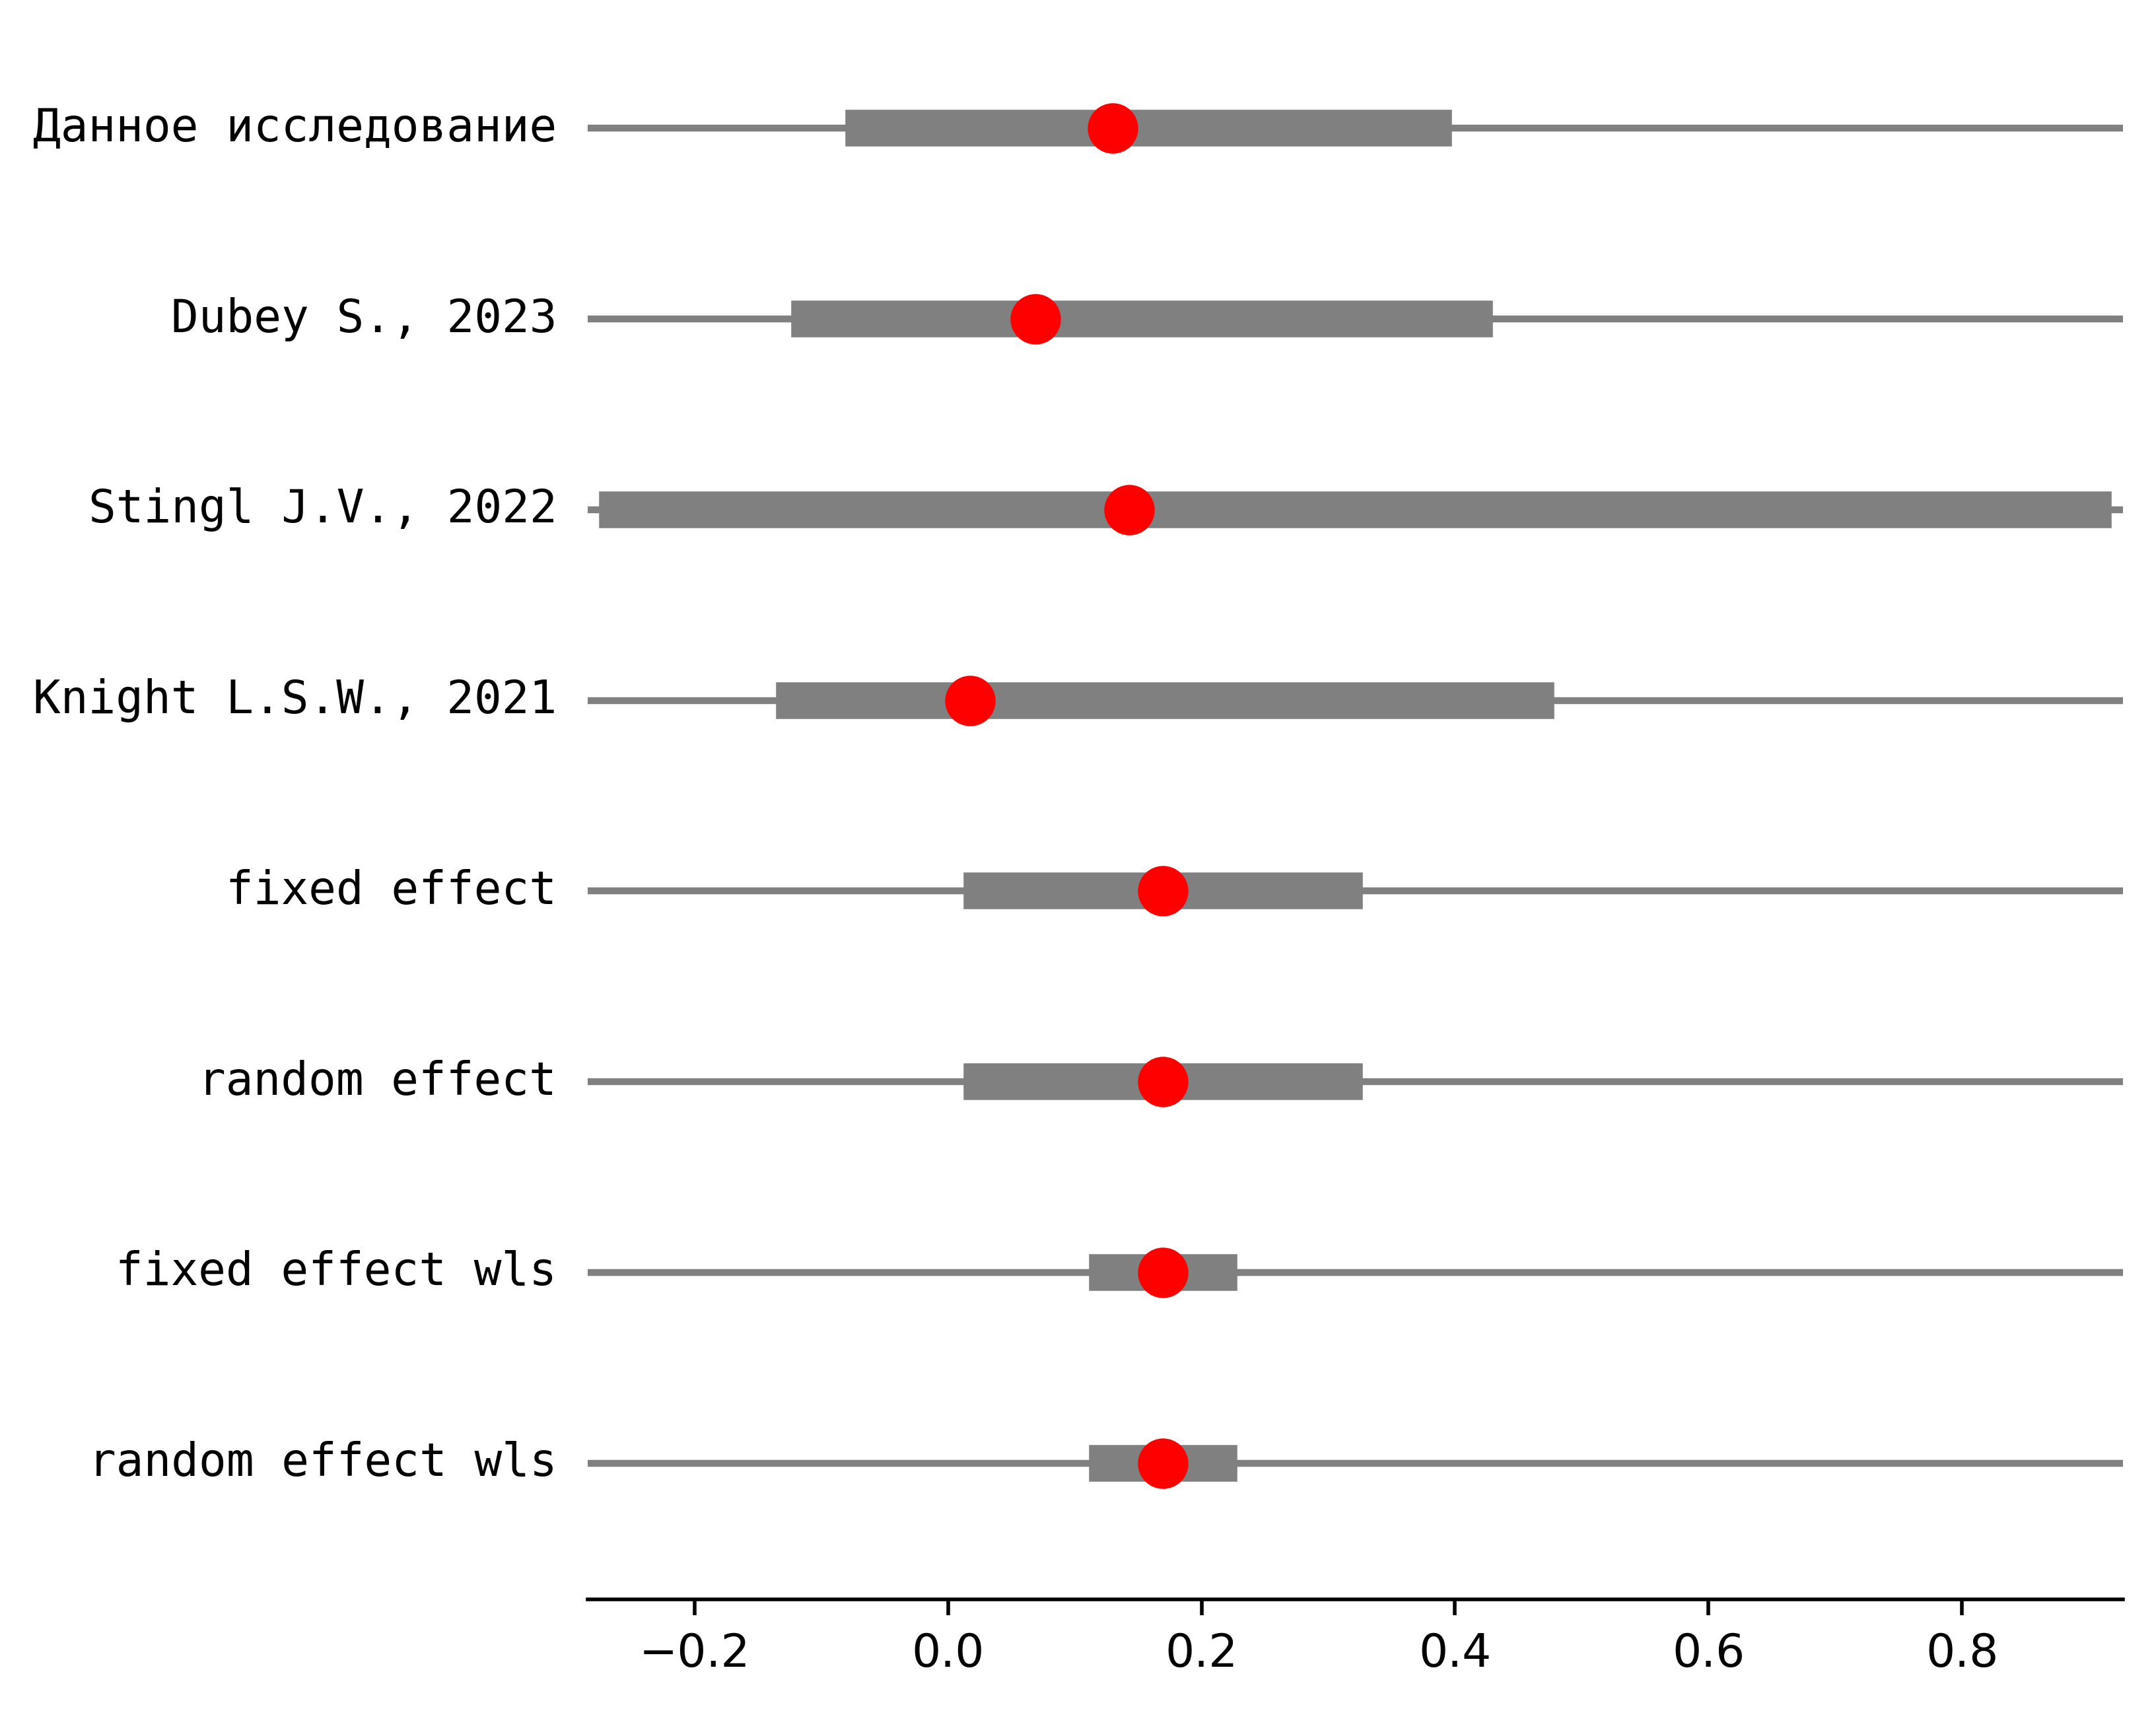 Данное исследование
Dubey S., 2023
Stingl J.V., 2022
Knight L.S.W., 2021
fixed effect
random effect
fixed effect wls
random effect wls
−0.2 0.0 0.2 0.4 0.6 0.8